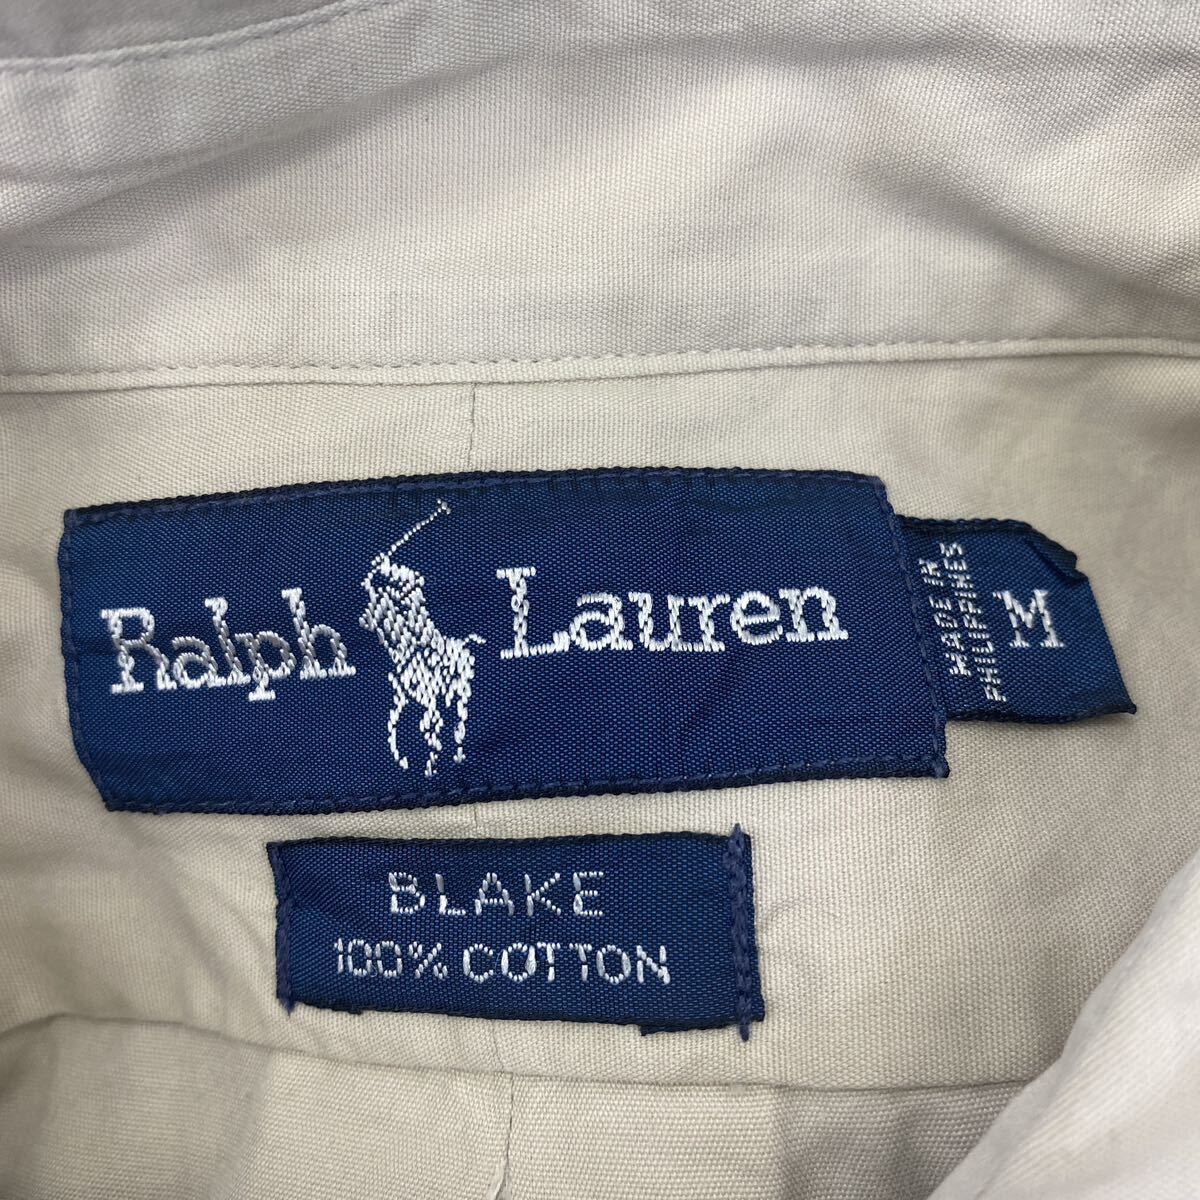 Ralph Lauren
MADE IN
PHILIPPINES
M
BLAKE
100% COTTON